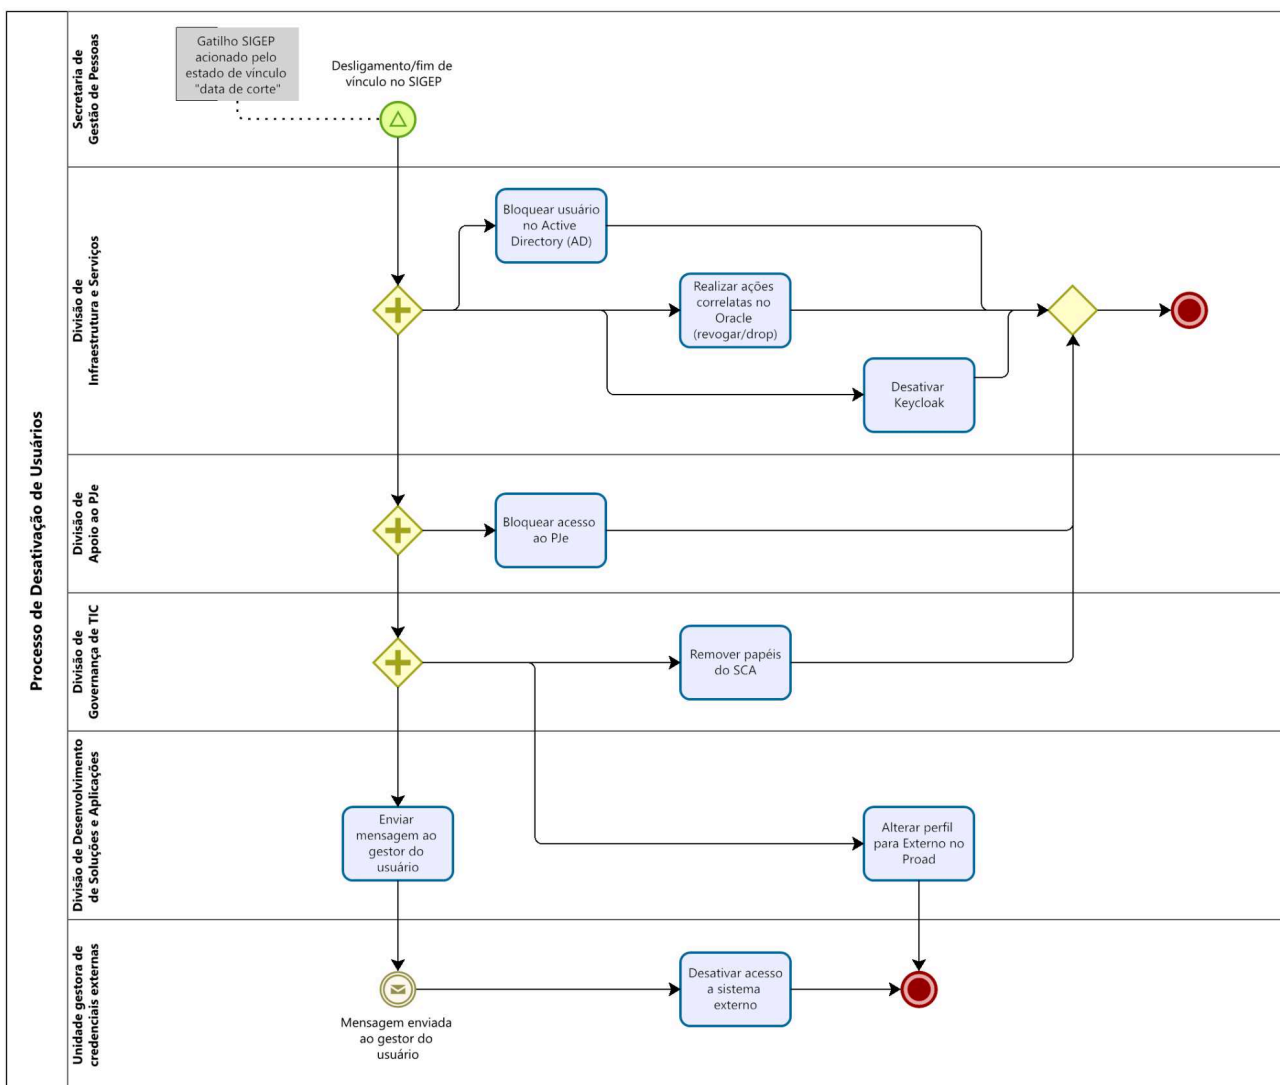 Processo de Desativação de Usuários
Secretaria de
Gestão de Pessoas
Gatilho SIGEP
acionado pelo
estado de vínculo
"data de corte"
Desligamento/fim de
vínculo no SIGEP
Divisão de
Infraestrutura e Serviços
Bloquear usuário
no Active
Directory (AD)
Realizar ações
correlatas no
Oracle
(revogar/drop)
Desativar
Keycloak
Divisão de
Apoio ao PJe
Bloquear acesso
ao PJe
Divisão de
Governança de TIC
Remover papéis
do SCA
Divisão de Desenvolvimento
de Soluções e Aplicações
Enviar
mensagem ao
gestor do
usuário
Alterar perfil
para Externo no
Proad
Unidade gestora de
credenciais externas
Mensagem enviada
ao gestor do
usuário
Desativar acesso
a sistema
externo